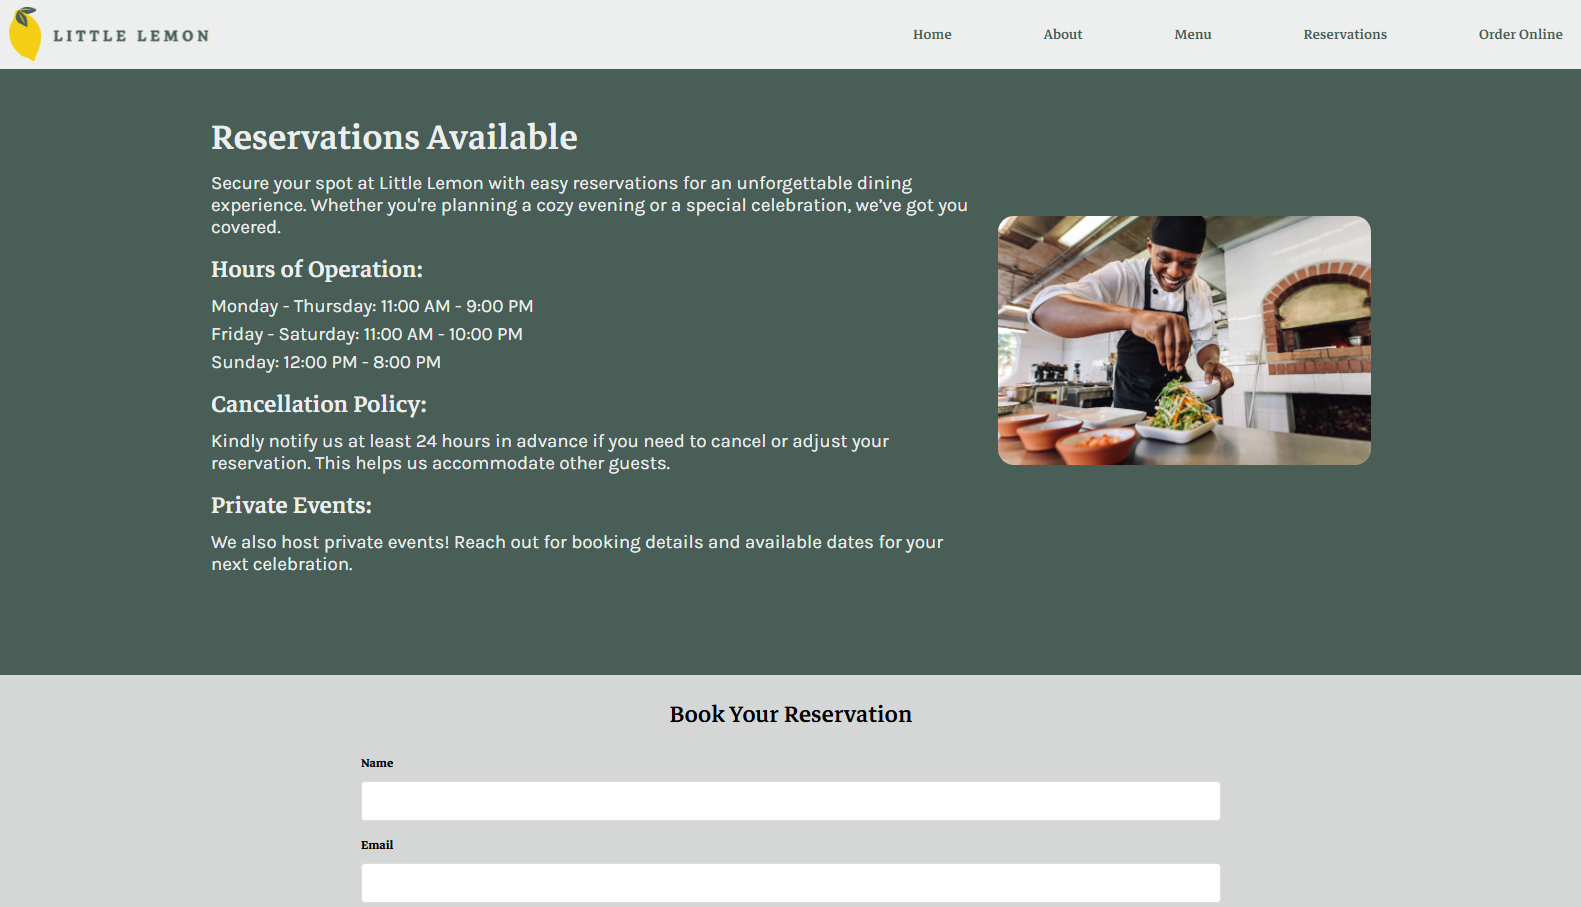 LITTLE LEMON
Home
About
Menu
Reservations
Order Online
Reservations Available
Secure your spot at Little Lemon with easy reservations for an unforgettable dining
experience. Whether you're planning a cozy evening or a special celebration, we’ve got you
covered.
Hours of Operation:
Monday - Thursday: 11:00 AM - 9:00 PM
Friday - Saturday: 11:00 AM - 10:00 PM
Sunday: 12:00 PM - 8:00 PM
Cancellation Policy:
Kindly notify us at least 24 hours in advance if you need to cancel or adjust your
reservation. This helps us accommodate other guests.
Private Events:
We also host private events! Reach out for booking details and available dates for your
next celebration.
Book Your Reservation
Name
Email